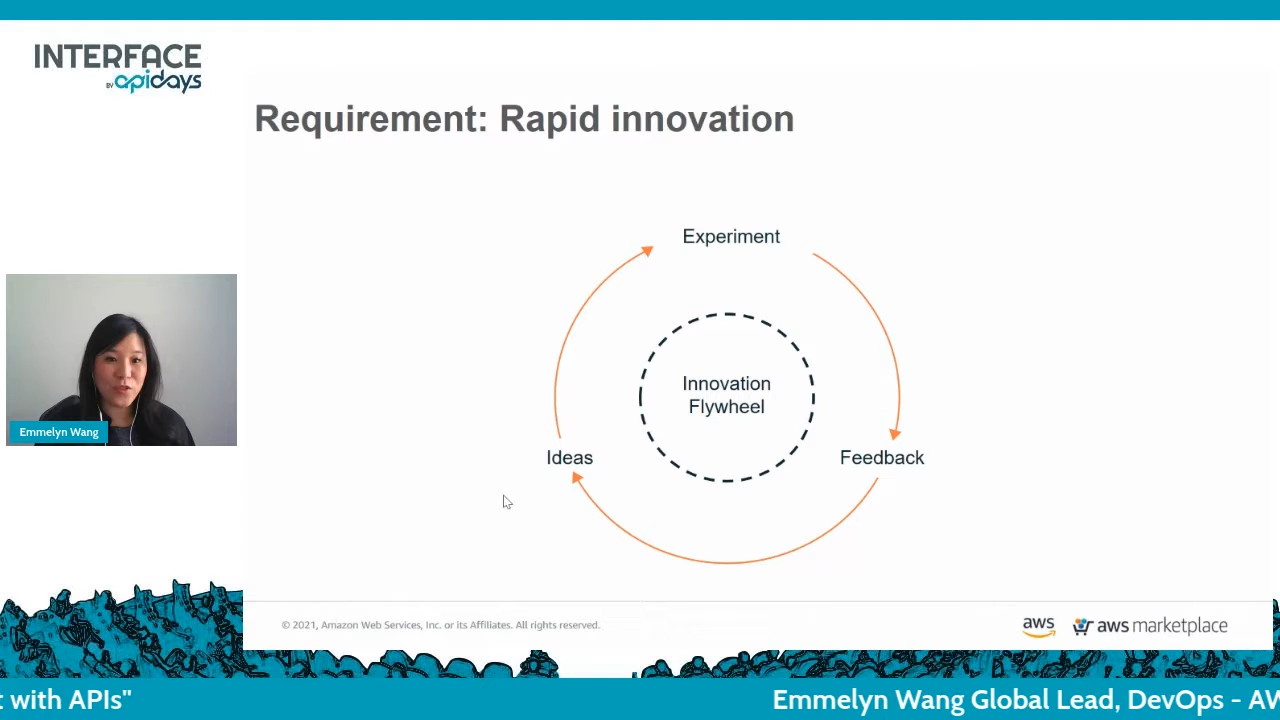 INTERFACE
BY apidays
Requirement: Rapid innovation
Experiment
Innovation
Flywheel
Ideas
Feedback
Emmelyn Wang
© 2021, Amazon Web Services, Inc. or its Affiliates. All rights reserved.
aws
aws marketplace
t with APIs"
Emmelyn Wang Global Lead, DevOps - AW